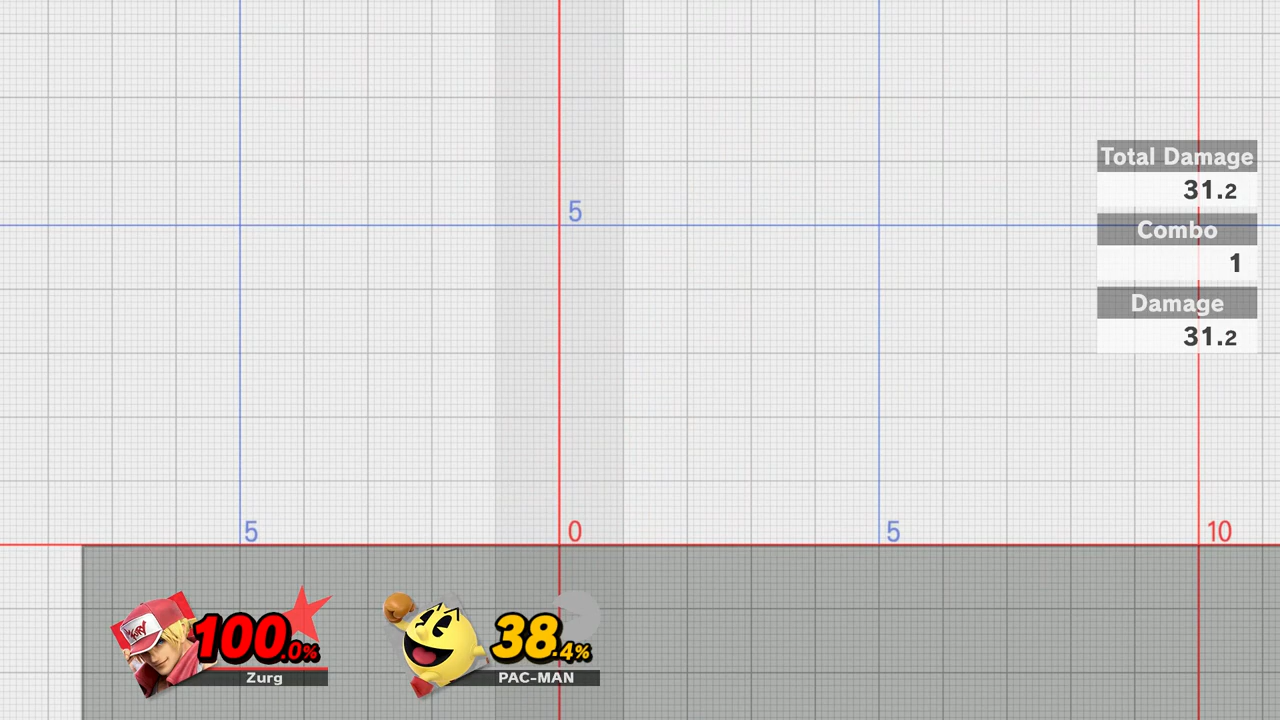 Total Damage
31.2
5
Combo
1
Damage
31.2
5
0
5
10
100.0%
38.4%
Zurg
PAC-MAN